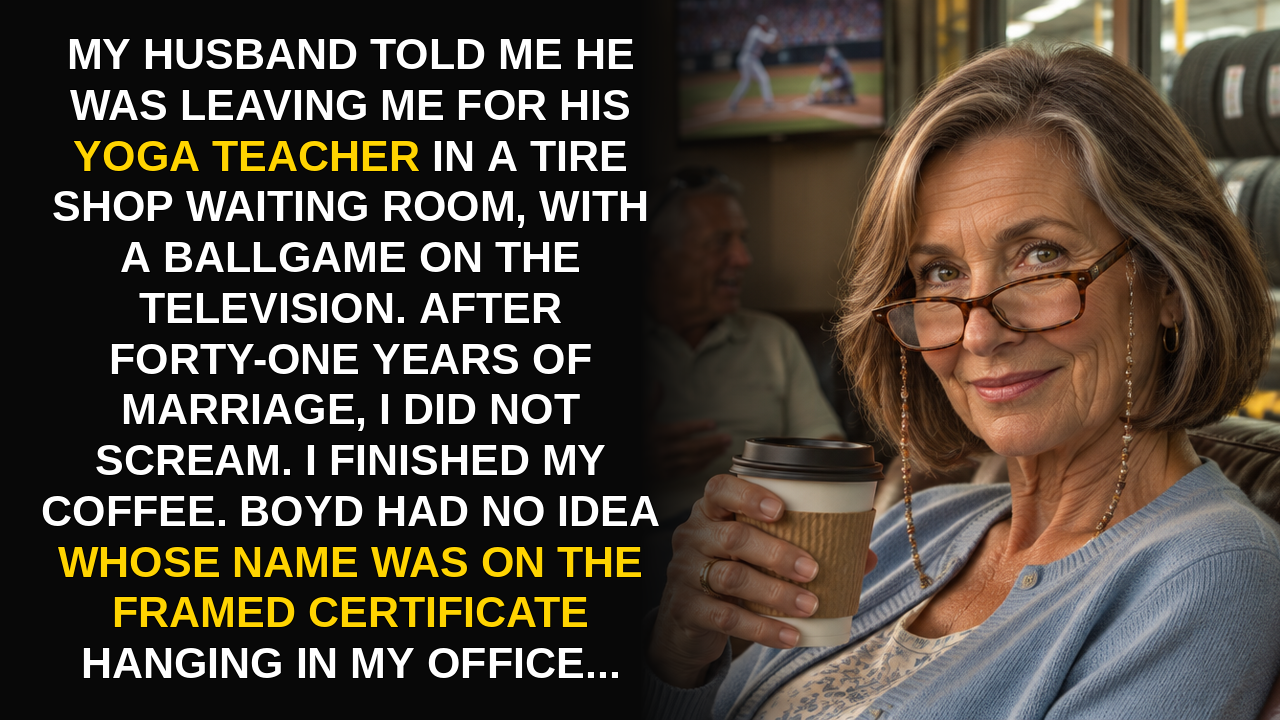 MY HUSBAND TOLD ME HE
WAS LEAVING ME FOR HIS
YOGA TEACHER IN A TIRE
SHOP WAITING ROOM, WITH
A BALLGAME ON THE
TELEVISION. AFTER
FORTY-ONE YEARS OF
MARRIAGE, I DID NOT
SCREAM. I FINISHED MY
COFFEE. BOYD HAD NO IDEA
WHOSE NAME WAS ON THE
FRAMED CERTIFICATE
HANGING IN MY OFFICE...